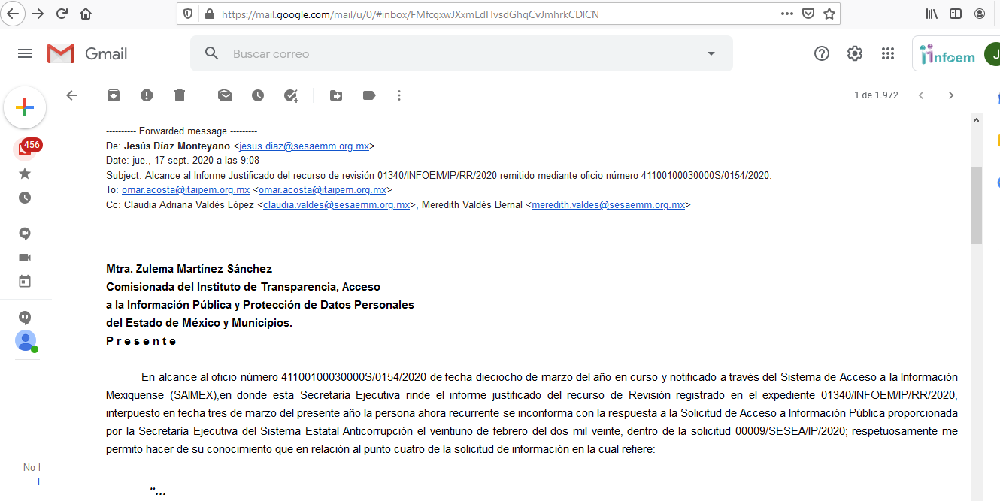 https://mail.google.com/mail/u/0/#inbox/FMfcgxwJXxmLdHvsdGhqCvJmhrkCDlCN
Gmail
Buscar correo
infoem
J
1 de 1.972
456
---------- Forwarded message ---------
De: Jesús Díaz Monteyano <jesus.diaz@sesaemm.org.mx>
Date: jue., 17 sept. 2020 a las 9:08
Subject: Alcance al Informe Justificado del recurso de revisión 01340/INFOEM/IP/RR/2020 remitido mediante oficio número 41100100030000S/0154/2020.
To: omar.acosta@itaipem.org.mx <omar.acosta@itaipem.org.mx>
Cc: Claudia Adriana Valdés López <claudia.valdes@sesaemm.org.mx>, Meredith Valdés Bernal <meredith.valdes@sesaemm.org.mx>
Mtra. Zulema Martínez Sánchez
Comisionada del Instituto de Transparencia, Acceso
a la Información Pública y Protección de Datos Personales
del Estado de México y Municipios.
P r e s e n t e
En alcance al oficio número 41100100030000S/0154/2020 de fecha dieciocho de marzo del año en curso y notificado a través del Sistema de Acceso a la Información
Mexiquense (SAIMEX),en donde esta Secretaría Ejecutiva rinde el informe justificado del recurso de Revisión registrado en el expediente 01340/INFOEM/IP/RR/2020,
interpuesto en fecha tres de marzo del presente año la persona ahora recurrente se inconforma con la respuesta a la Solicitud de Acceso a Información Pública proporcionada
por la Secretaría Ejecutiva del Sistema Estatal Anticorrupción el veintiuno de febrero del dos mil veinte, dentro de la solicitud 00009/SESEA/IP/2020; respetuosamente me
permito hacer de su conocimiento que en relación al punto cuatro de la solicitud de información en la cual refiere:
No
“...